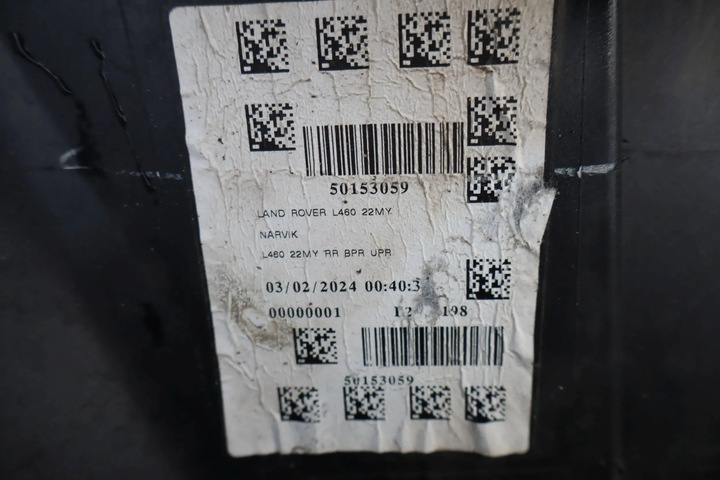 50153059
LAND ROVER L460 22MY
NARVIK
L460 22MY RR BPR UPR
03/02/2024 00:40:3
00000001 198
50153059